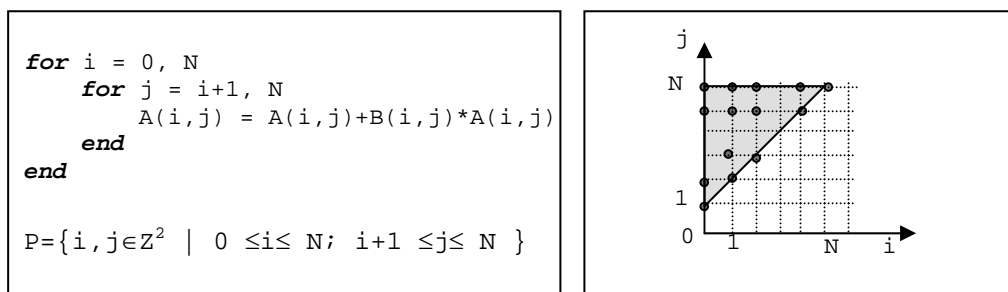 for i = 0, N
for j = i+1, N
A(i,j) = A(i,j)+B(i,j)*A(i,j)
end
end
P={i,j∈Z² | 0 ≤i≤ N; i+1 ≤j≤ N }
j
N
1
0 1 N i